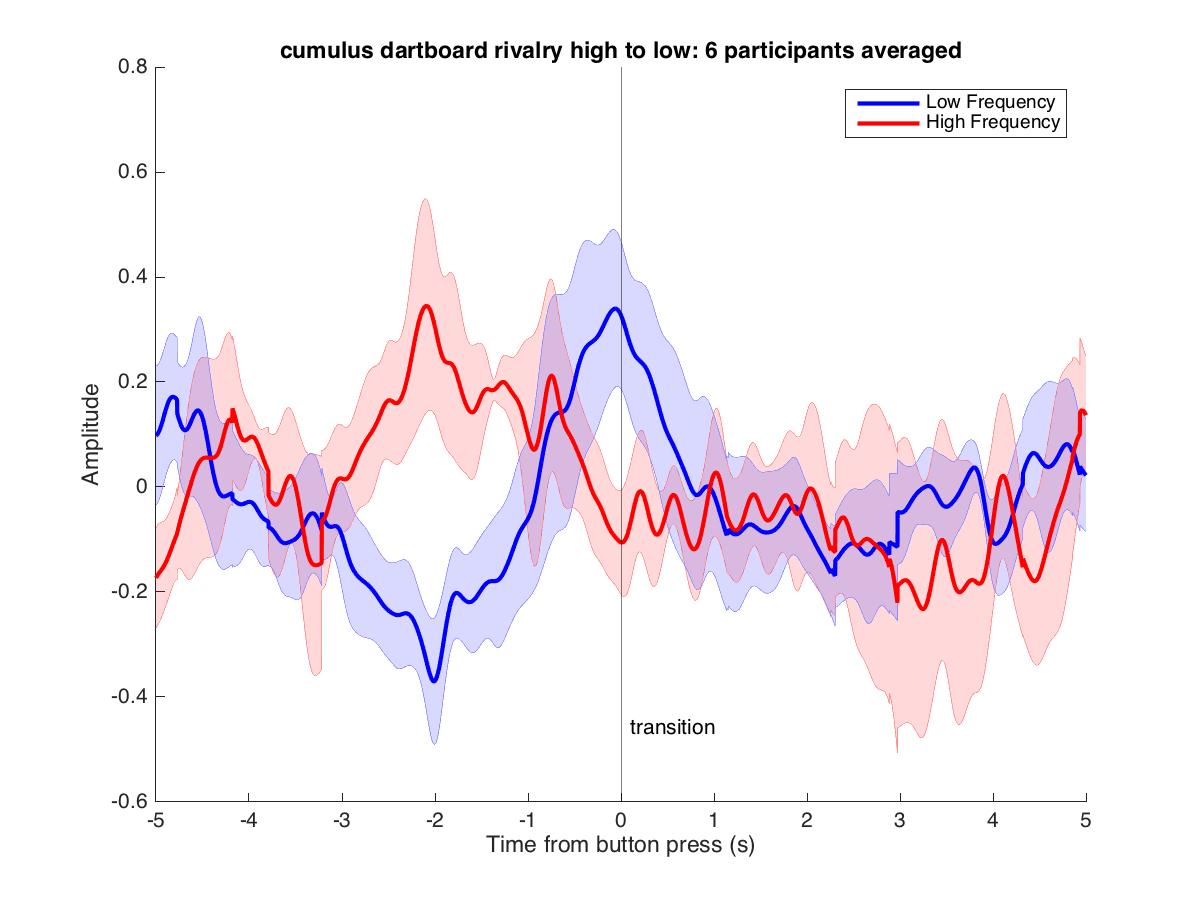 cumulus dartboard rivalry high to low: 6 participants averaged
Low Frequency
High Frequency
0.8
0.6
0.4
0.2
0
-0.2
-0.4
-0.6
Amplitude
transition
-5 -4 -3 -2 -1 0 1 2 3 4 5
Time from button press (s)